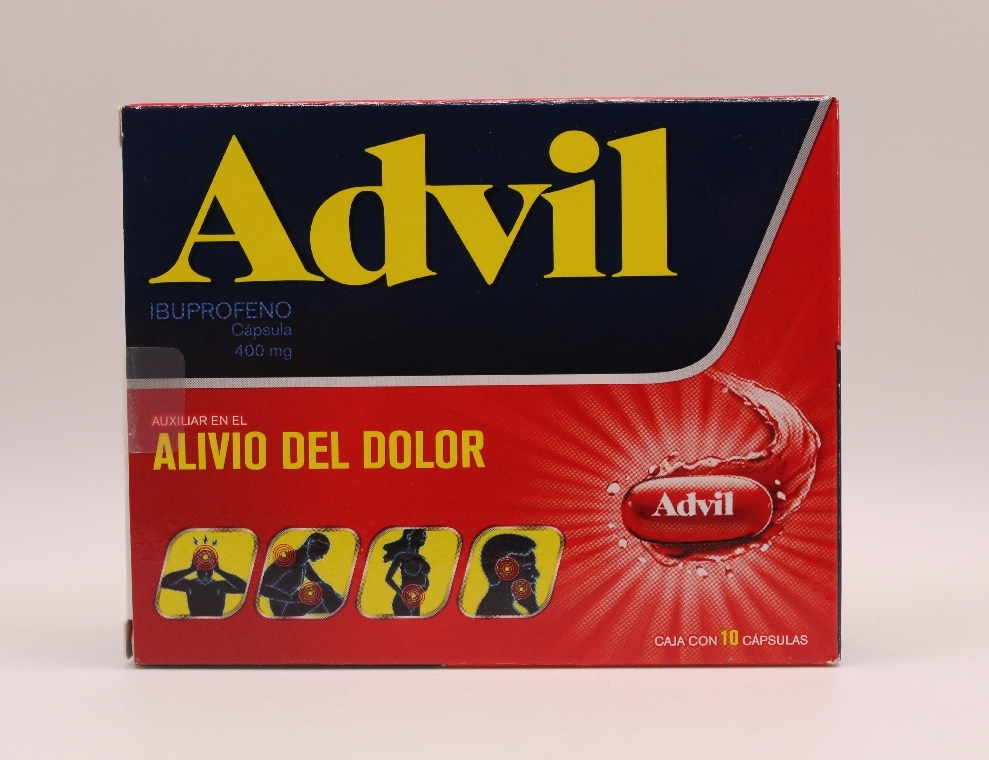 Advil
IBUPROFENO
Cápsula
400 mg
AUXILIAR EN EL
ALIVIO DEL DOLOR
Advil
CAJA CON 10 CÁPSULAS